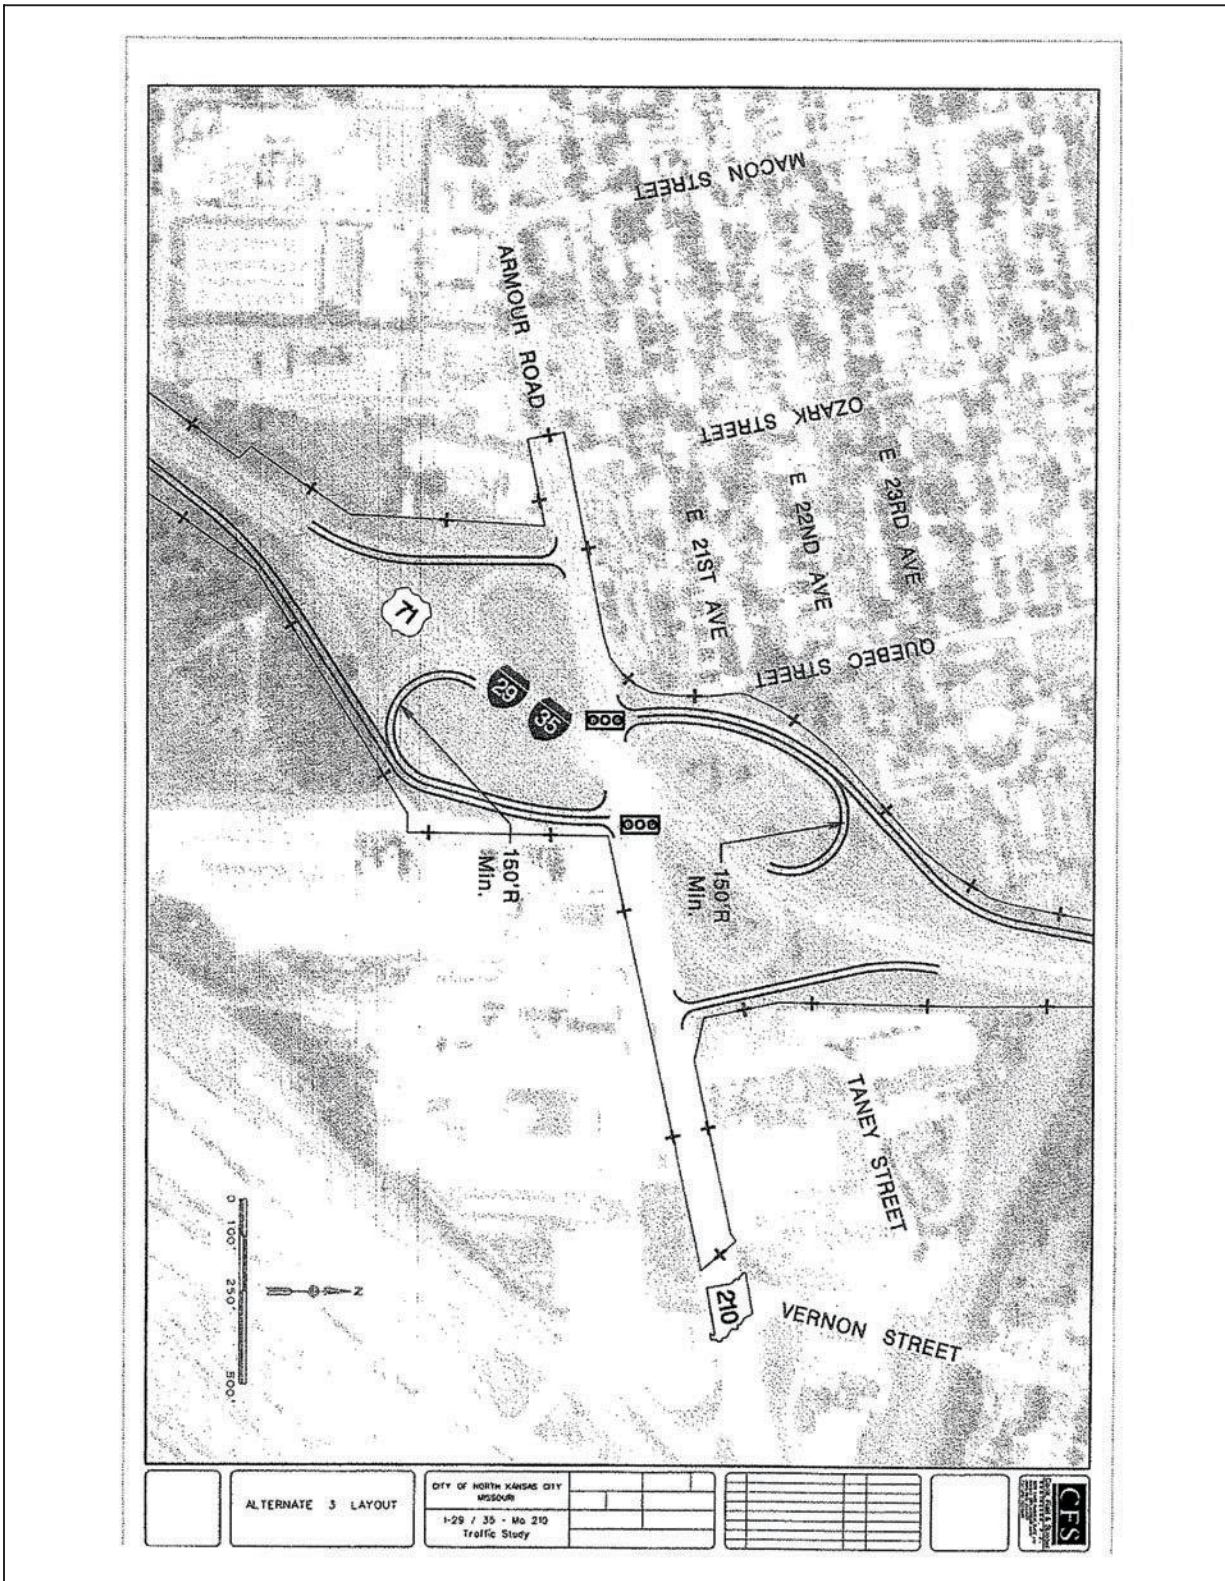 MACON STREET
ARMOUR ROAD
OZARK STREET
E 23RD AVE
E 22ND AVE
E 21ST AVE
QUEBEC STREET
71
29
35
150'R
Min.
150'R
Min.
TANEY STREET
210
VERNON STREET
0 100' 250' 500'
N
ALTERNATE 3 LAYOUT
CITY OF NORTH KANSAS CITY
MISSOURI
I-29 / 35 - Mo 210
Traffic Study
CFS